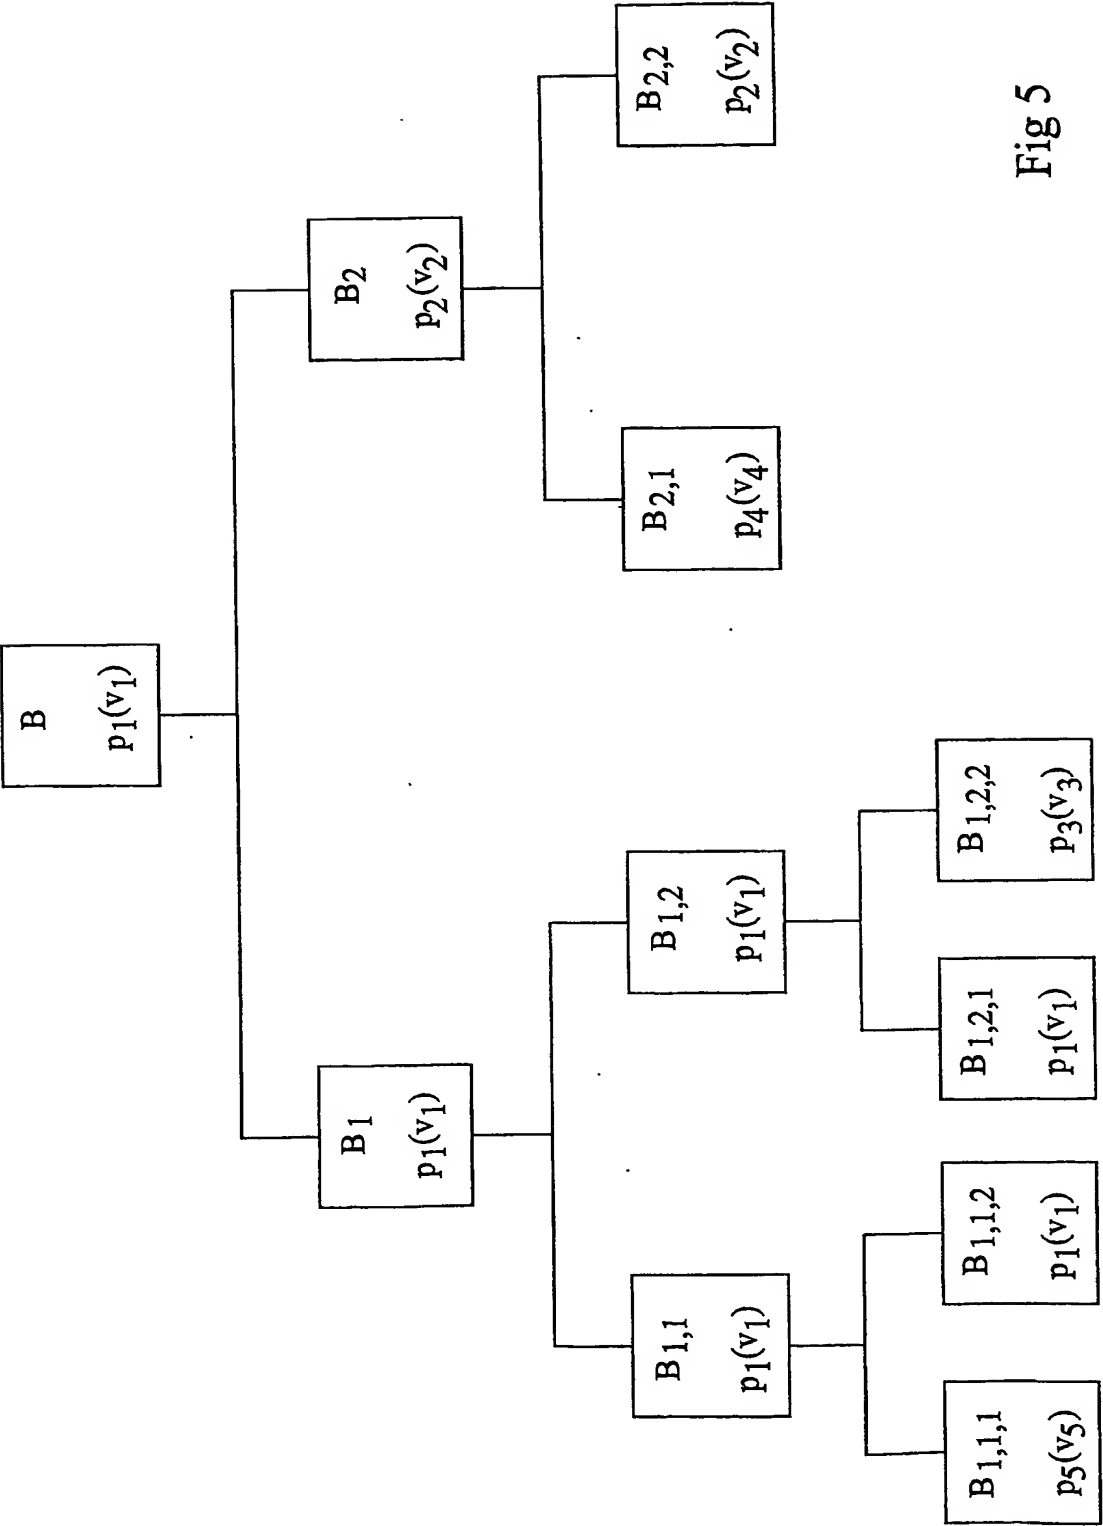 B
p1(v1)
B1
p1(v1)
B2
p2(v2)
B1,1
p1(v1)
B1,2
p1(v1)
B2,1
p4(v4)
B2,2
p2(v2)
B1,1,1
p5(v5)
B1,1,2
p1(v1)
B1,2,1
p1(v1)
B1,2,2
p3(v3)
Fig 5